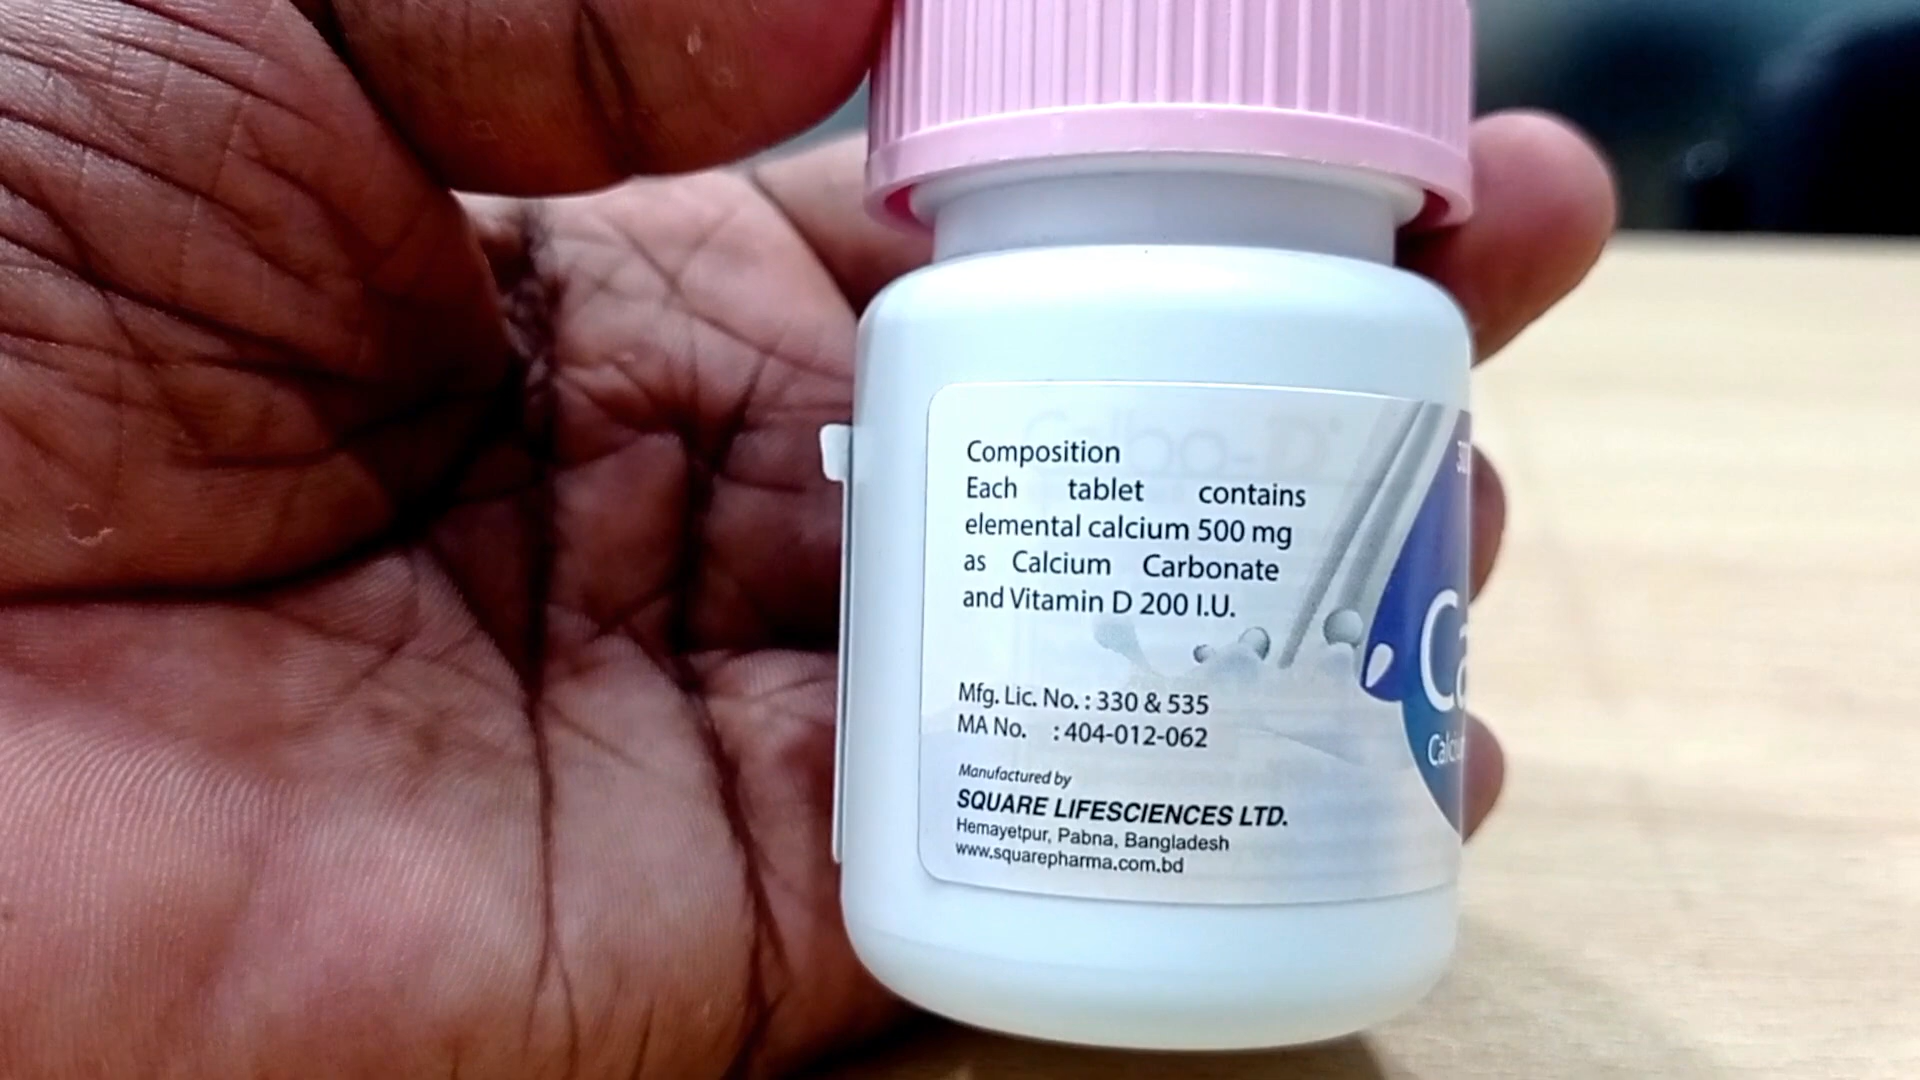 Composition
Each tablet contains
elemental calcium 500 mg
as Calcium Carbonate
and Vitamin D 200 I.U.
Mfg. Lic. No. : 330 & 535
MA No. : 404-012-062
Manufactured by
SQUARE LIFESCIENCES LTD.
Hemayetpur, Pabna, Bangladesh
www.squarepharma.com.bd